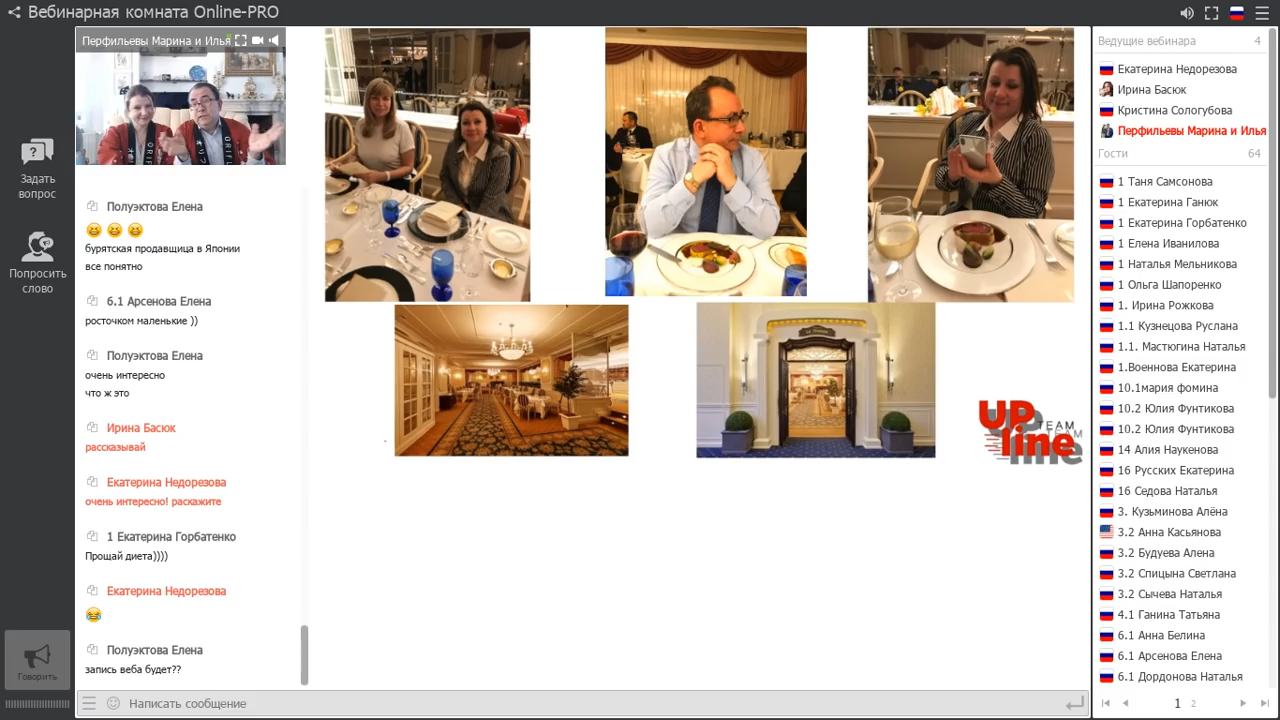 Вебинарная комната Online-PRO
Перфильевы Марина и Илья
Задать
вопрос
Попросить
слово
Говорить
Полуэктова Елена
бурятская продавщица в Японии
все понятно
6.1 Арсенова Елена
росточком маленькие ))
Полуэктова Елена
очень интересно
что ж это
Ирина Басюк
рассказывай
Екатерина Недорезова
очень интересно! раскажите
1 Екатерина Горбатенко
Прощай диета))))
Екатерина Недорезова
Полуэктова Елена
запись веба будет??
Написать сообщение
UP
TEAM
line
Ведущие вебинара 4
Екатерина Недорезова
Ирина Басюк
Кристина Сологубова
Перфильевы Марина и Илья
Гости 64
1 Таня Самсонова
1 Екатерина Ганюк
1 Екатерина Горбатенко
1 Елена Иванилова
1 Наталья Мельникова
1 Ольга Шапоренко
1. Ирина Рожкова
1.1 Кузнецова Руслана
1.1. Мастюгина Наталья
1.Военнова Екатерина
10.1мария фомина
10.2 Юлия Фунтикова
10.2 Юлия Фунтикова
14 Алия Наукенова
16 Русских Екатерина
16 Седова Наталья
3. Кузьминова Алёна
3.2 Анна Касьянова
3.2 Будуева Алена
3.2 Спицына Светлана
3.2 Сычева Наталья
4.1 Ганина Татьяна
6.1 Анна Белина
6.1 Арсенова Елена
6.1 Дордонова Наталья
1 2